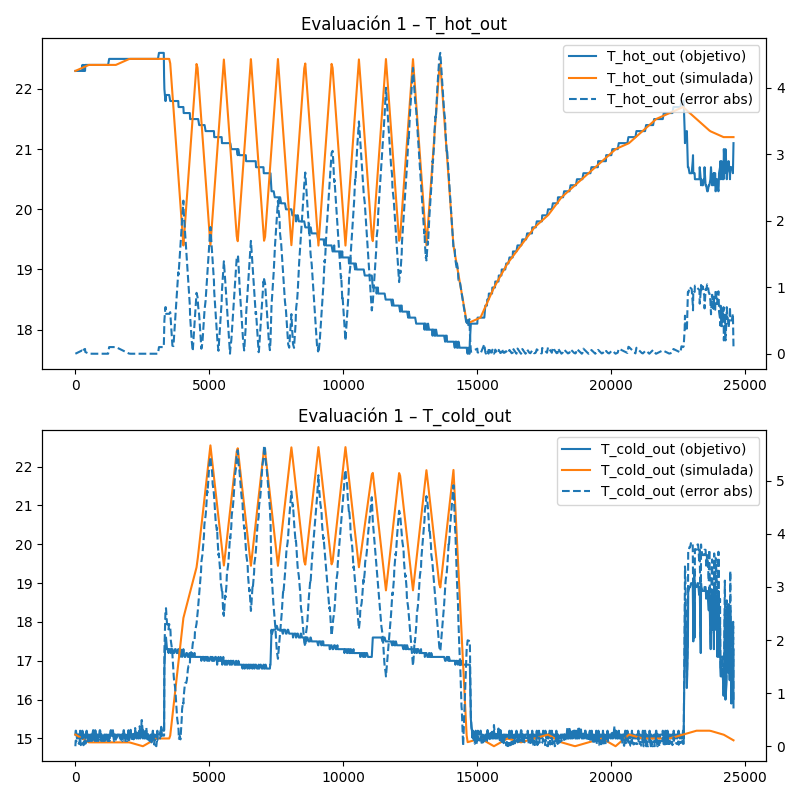 Evaluación 1 – T_hot_out
T_hot_out (objetivo)
T_hot_out (simulada)
T_hot_out (error abs)
22
21
20
19
18
4
3
2
1
0
0 5000 10000 15000 20000 25000
Evaluación 1 – T_cold_out
T_cold_out (objetivo)
T_cold_out (simulada)
T_cold_out (error abs)
22
21
20
19
18
17
16
15
5
4
3
2
1
0
0 5000 10000 15000 20000 25000